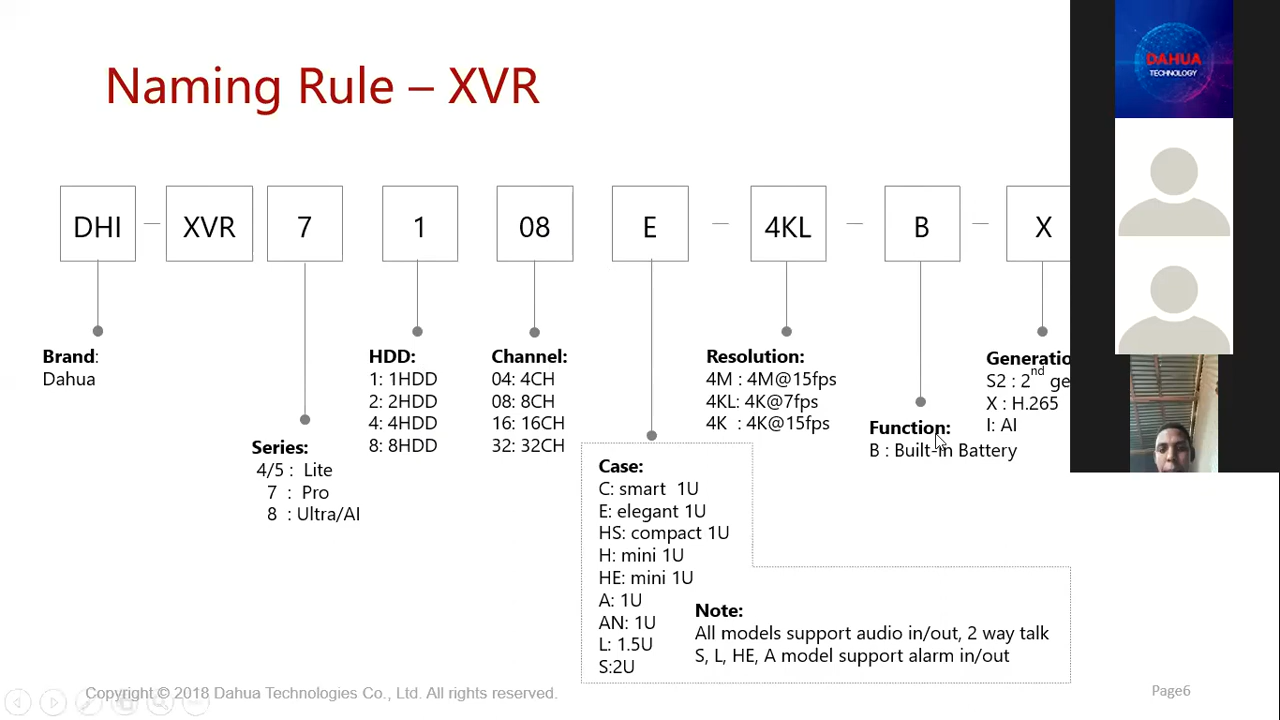 Naming Rule – XVR
DHI — XVR 7 1 08 E — 4KL — B — X
Brand:
Dahua
Series:
4/5 : Lite
7 : Pro
8 : Ultra/AI
HDD:
1: 1HDD
2: 2HDD
4: 4HDD
8: 8HDD
Channel:
04: 4CH
08: 8CH
16: 16CH
32: 32CH
Case:
C: smart 1U
E: elegant 1U
HS: compact 1U
H: mini 1U
HE: mini 1U
A: 1U
AN: 1U
L: 1.5U
S:2U
Note:
All models support audio in/out, 2 way talk
S, L, HE, A model support alarm in/out
Resolution:
4M : 4M@15fps
4KL: 4K@7fps
4K : 4K@15fps
Function:
B : Built-in Battery
Generatio
S2 : 2nd ge
X : H.265
I: AI
DAHUA
TECHNOLOGY
Copyright © 2018 Dahua Technologies Co., Ltd. All rights reserved.
Page6